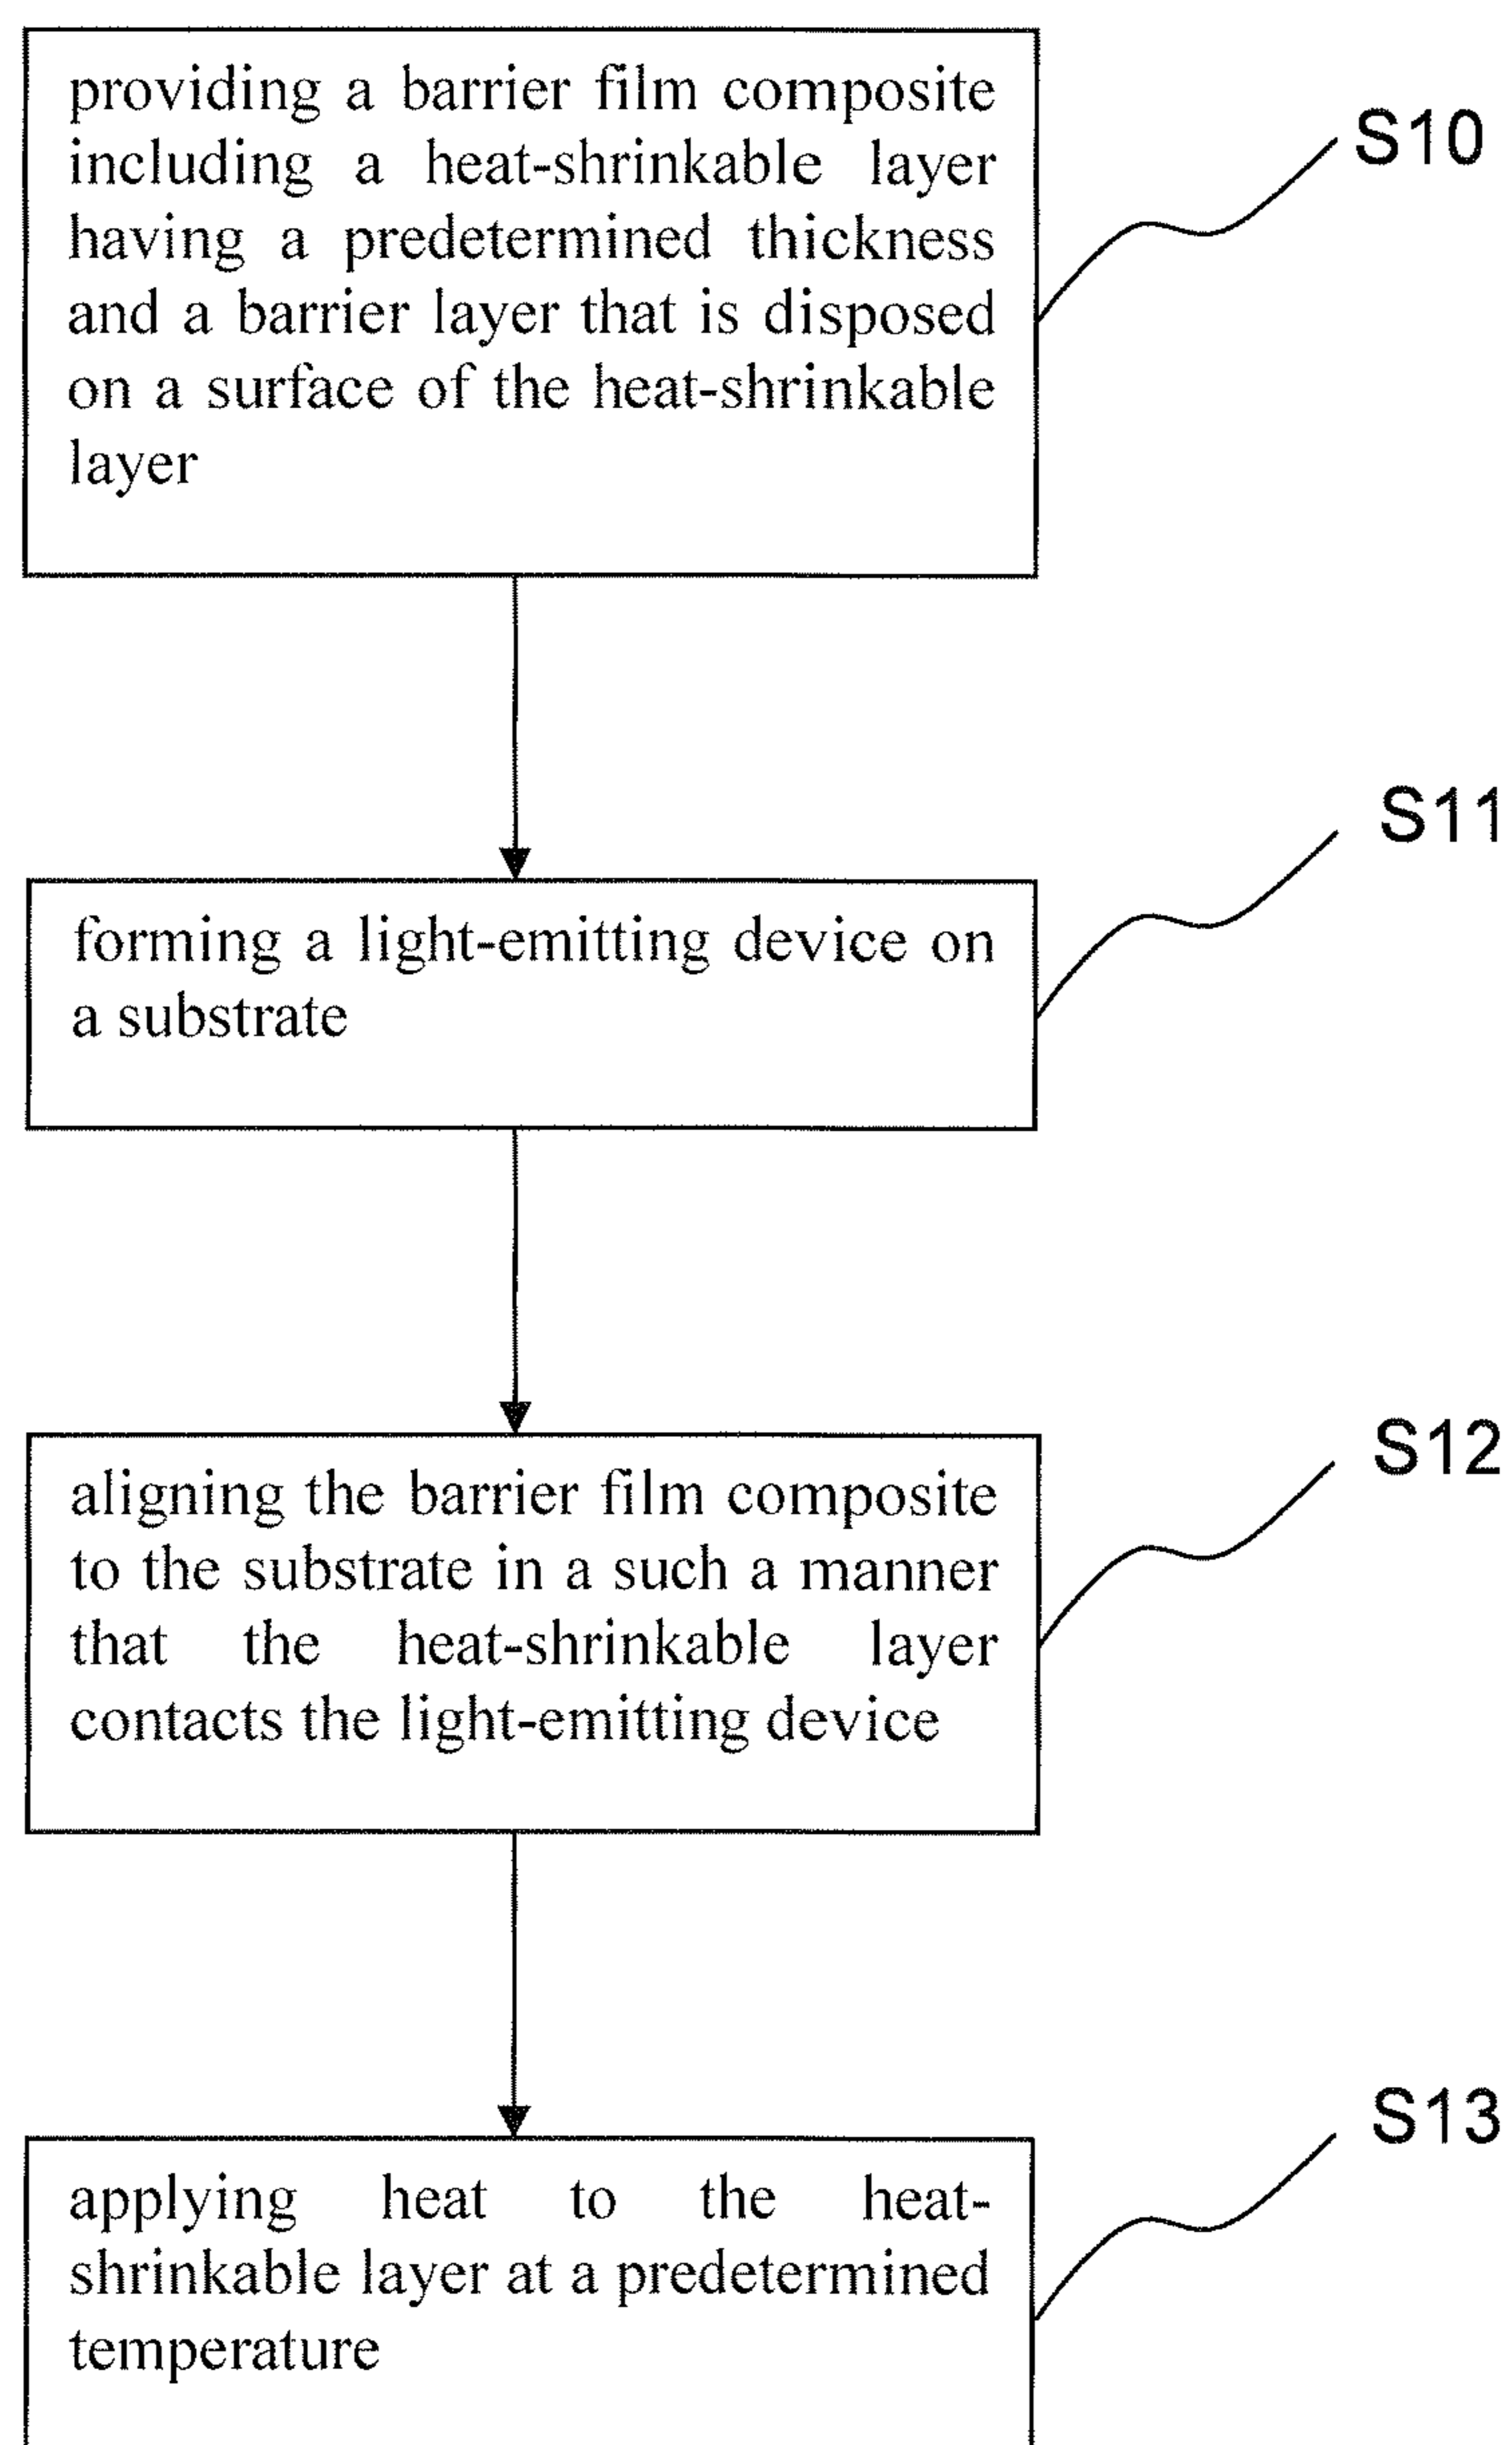 providing a barrier film composite
including a heat-shrinkable layer
having a predetermined thickness
and a barrier layer that is disposed
on a surface of the heat-shrinkable
layer
S10
forming a light-emitting device on
a substrate
S11
aligning the barrier film composite
to the substrate in a such a manner
that the heat-shrinkable layer
contacts the light-emitting device
S12
applying heat to the heat-
shrinkable layer at a predetermined
temperature
S13